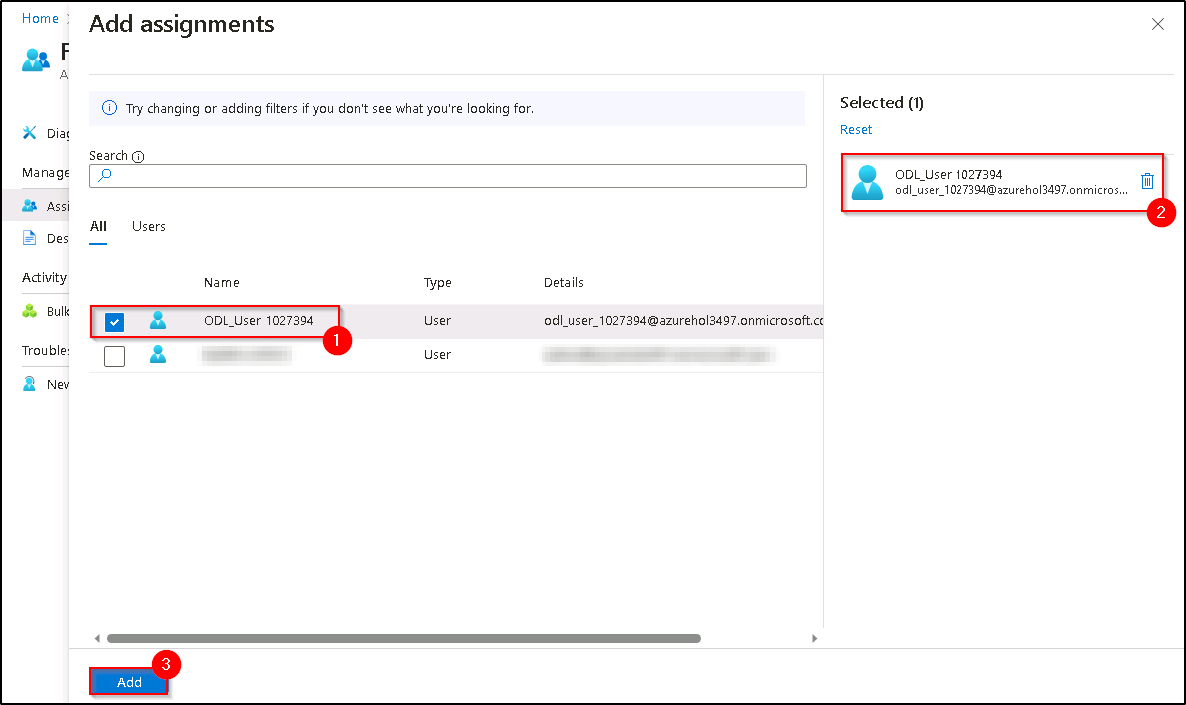 Home
Add assignments
F
A
Diag
Manage
Assi
Des
Activity
Bulk
Troubles
New
Try changing or adding filters if you don't see what you're looking for.
Search
All Users
Name Type Details
ODL_User 1027394 User odl_user_1027394@azurehol3497.onmicrosoft.co
1
User
Selected (1)
Reset
ODL_User 1027394
odl_user_1027394@azurehol3497.onmicros...
2
3
Add